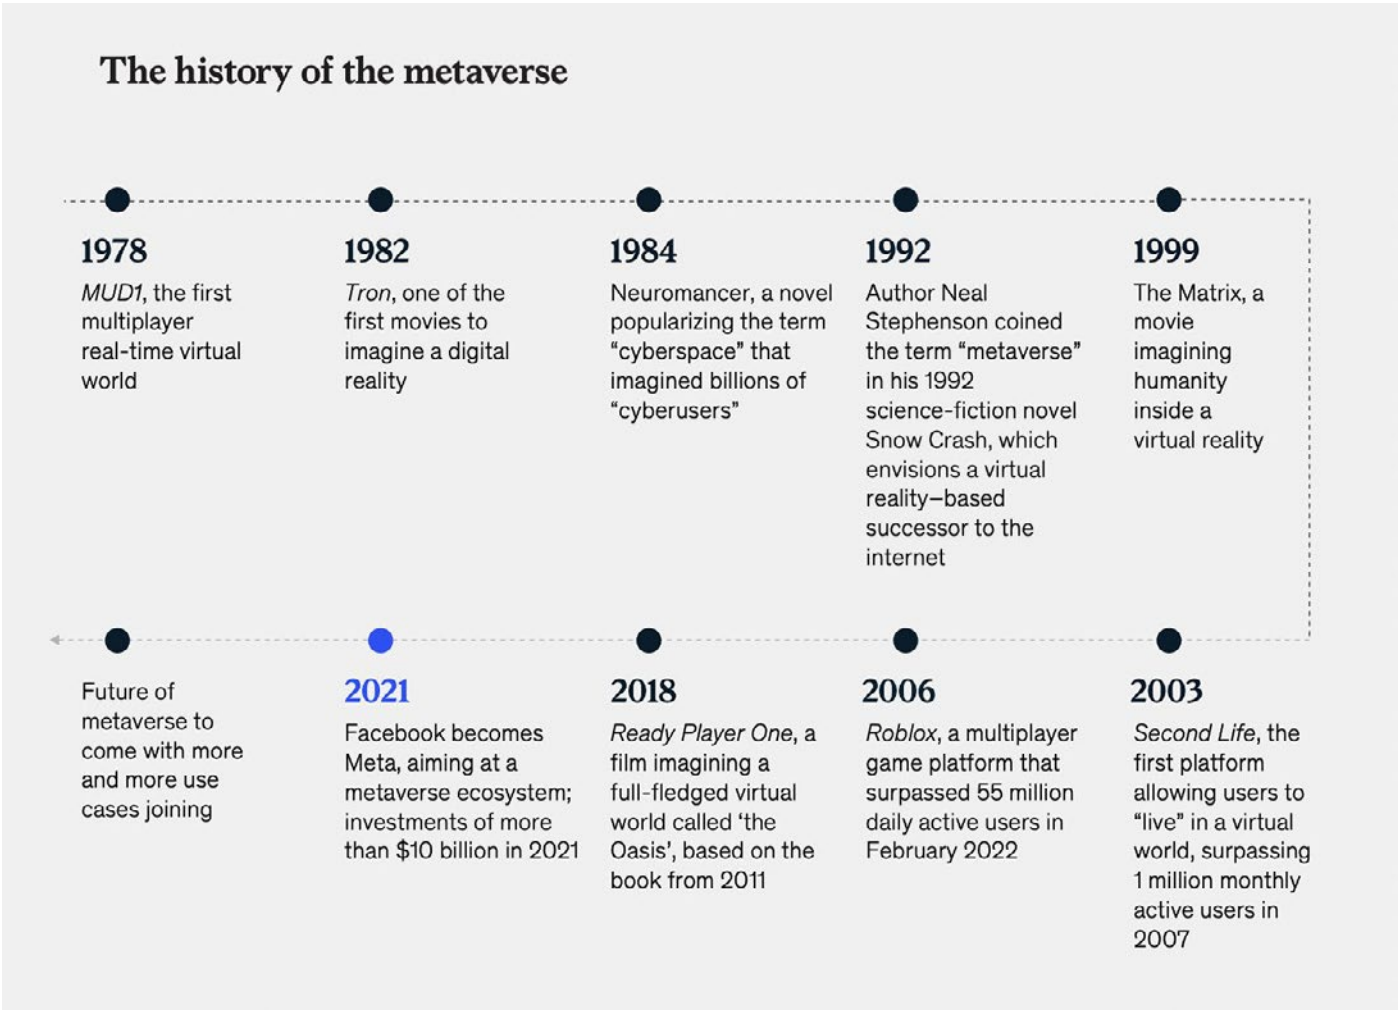 The history of the metaverse
1978
MUD1, the first
multiplayer
real-time virtual
world
1982
Tron, one of the
first movies to
imagine a digital
reality
1984
Neuromancer, a novel
popularizing the term
“cyberspace” that
imagined billions of
“cyberusers”
1992
Author Neal
Stephenson coined
the term “metaverse”
in his 1992
science-fiction novel
Snow Crash, which
envisions a virtual
reality–based
successor to the
internet
1999
The Matrix, a
movie
imagining
humanity
inside a
virtual reality
2003
Second Life, the
first platform
allowing users to
“live” in a virtual
world, surpassing
1 million monthly
active users in
2007
2006
Roblox, a multiplayer
game platform that
surpassed 55 million
daily active users in
February 2022
2018
Ready Player One, a
film imagining a
full-fledged virtual
world called ‘the
Oasis’, based on the
book from 2011
2021
Facebook becomes
Meta, aiming at a
metaverse ecosystem;
investments of more
than $10 billion in 2021
Future of
metaverse to
come with more
and more use
cases joining